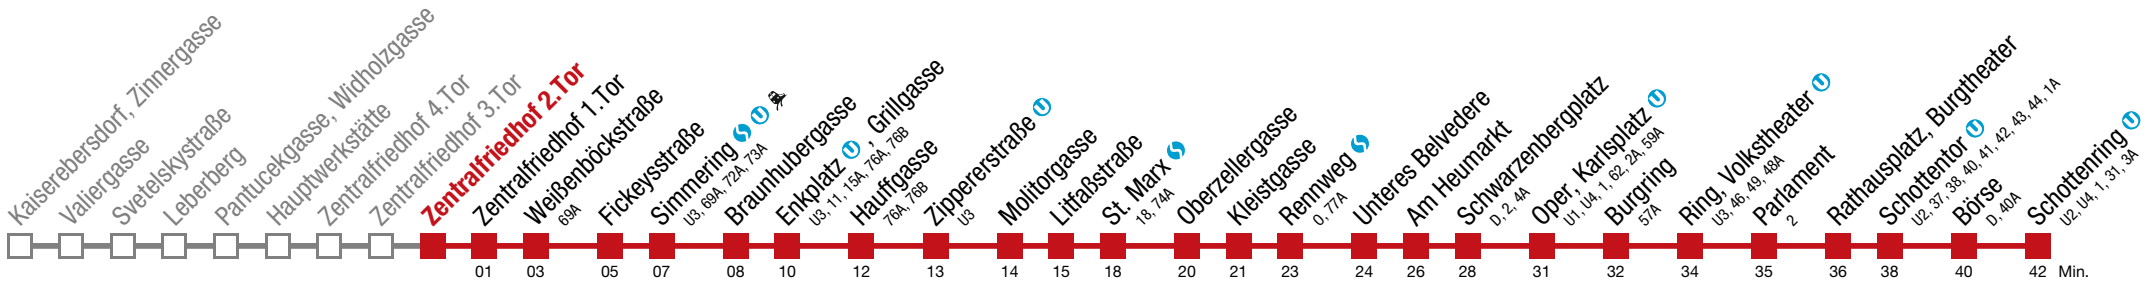 Kaiserebersdorf, Zinnergasse
Valiergasse
Svetelskystraße
Leberberg
Pantucekgasse, Widholzgasse
Hauptwerkstätte
Zentralfriedhof 4.Tor
Zentralfriedhof 3.Tor
Zentralfriedhof 2.Tor
Zentralfriedhof 1.Tor
Weißenböckstraße
69A
Fickeysstraße
Simmering
U3, 69A, 72A, 73A
Braunhubergasse
Enkplatz U, Grillgasse
U3, 11, 15A, 76A, 76B
Hauffgasse
76A, 76B
Zippererstraße U
U3
Molitorgasse
Litfaßstraße
St. Marx
18, 74A
Oberzellergasse
Kleistgasse
Rennweg
O, 77A
Unteres Belvedere
Am Heumarkt
Schwarzenbergplatz
D, 2, 4A
Oper, Karlsplatz U
U1, U4, 1, 62, 2A, 59A
Burgring
57A
Ring, Volkstheater U
U3, 46, 49, 48A
Parlament
2
Rathausplatz, Burgtheater
Schottentor U
U2, 37, 38, 40, 41, 42, 43, 44, 1A
Börse
D, 40A
Schottenring U
U2, U4, 1, 31, 3A
01 03 05 07 08 10 12 13 14 15 18 20 21 23 24 26 28 31 32 34 35 36 38 40 42 Min.